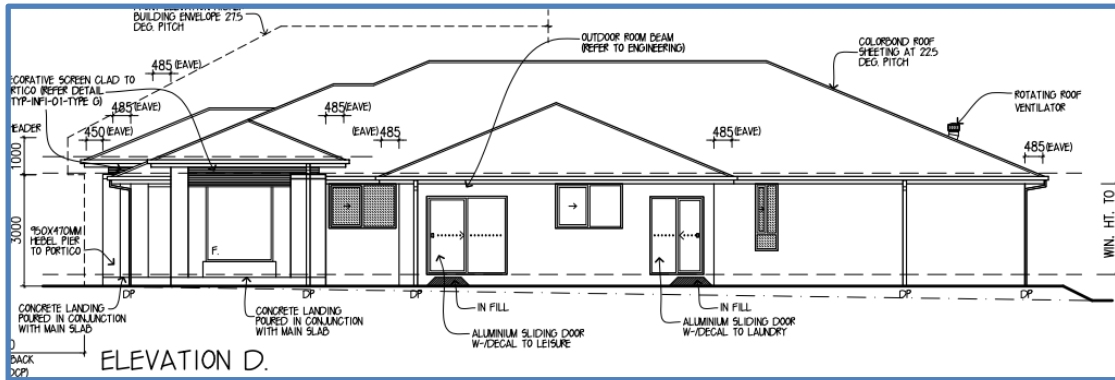 BUILDING ENVELOPE 27.5
DEG. PITCH
485(EAVE)
DECORATIVE SCREEN CLAD TO
PORTICO (REFER DETAIL
TYP-INFI-01-TYPE G)
485(EAVE)
HEADER
450(EAVE)
485(EAVE)
(EAVE)485
OUTDOOR ROOM BEAM
(REFER TO ENGINEERING)
485(EAVE)
COLORBOND ROOF
SHEETING AT 22.5
DEG. PITCH
ROTATING ROOF
VENTILATOR
485(EAVE)
1000
3000
950X470MM
HEBEL PIER
TO PORTICO
F.
WIN. HT. TO
DP
DP
DP
DP
DP
CONCRETE LANDING
POURED IN CONJUNCTION
WITH MAIN SLAB
CONCRETE LANDING
POURED IN CONJUNCTION
WITH MAIN SLAB
IN FILL
ALUMINIUM SLIDING DOOR
W-/DECAL TO LEISURE
IN FILL
ALUMINIUM SLIDING DOOR
W-/DECAL TO LAUNDRY
BACK
DCP)
ELEVATION D.